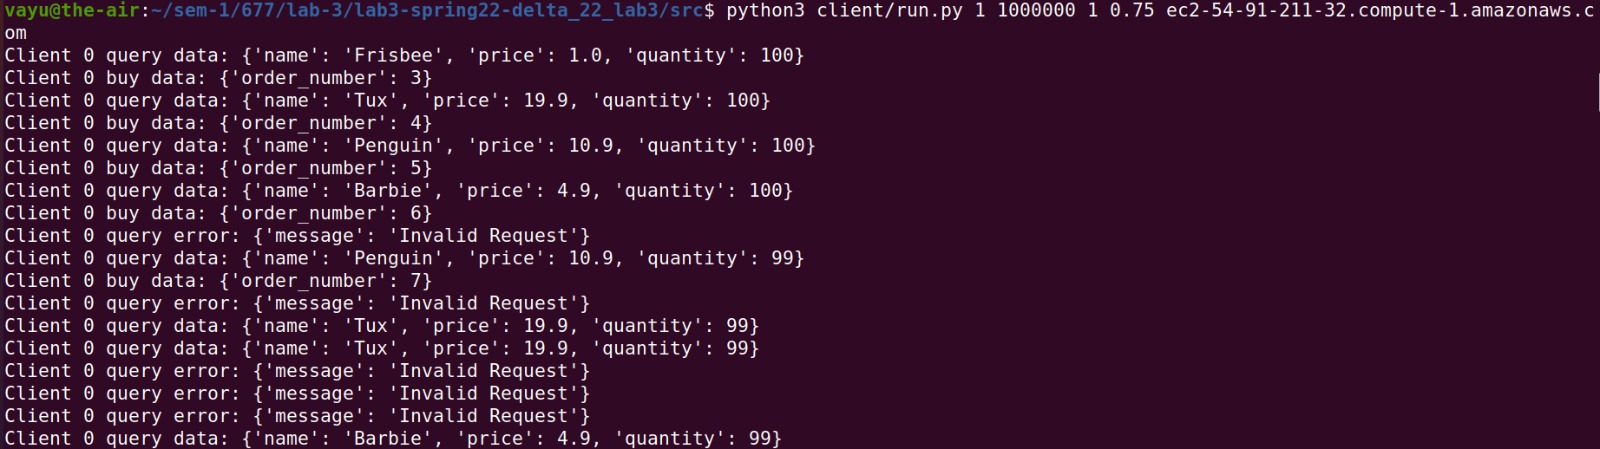 vayu@the-air:~/sem-1/677/lab-3/lab3-spring22-delta_22_lab3/src$ python3 client/run.py 1 1000000 1 0.75 ec2-54-91-211-32.compute-1.amazonaws.c
om
Client 0 query data: {'name': 'Frisbee', 'price': 1.0, 'quantity': 100}
Client 0 buy data: {'order_number': 3}
Client 0 query data: {'name': 'Tux', 'price': 19.9, 'quantity': 100}
Client 0 buy data: {'order_number': 4}
Client 0 query data: {'name': 'Penguin', 'price': 10.9, 'quantity': 100}
Client 0 buy data: {'order_number': 5}
Client 0 query data: {'name': 'Barbie', 'price': 4.9, 'quantity': 100}
Client 0 buy data: {'order_number': 6}
Client 0 query error: {'message': 'Invalid Request'}
Client 0 query data: {'name': 'Penguin', 'price': 10.9, 'quantity': 99}
Client 0 buy data: {'order_number': 7}
Client 0 query error: {'message': 'Invalid Request'}
Client 0 query data: {'name': 'Tux', 'price': 19.9, 'quantity': 99}
Client 0 query data: {'name': 'Tux', 'price': 19.9, 'quantity': 99}
Client 0 query error: {'message': 'Invalid Request'}
Client 0 query error: {'message': 'Invalid Request'}
Client 0 query error: {'message': 'Invalid Request'}
Client 0 query data: {'name': 'Barbie', 'price': 4.9, 'quantity': 99}